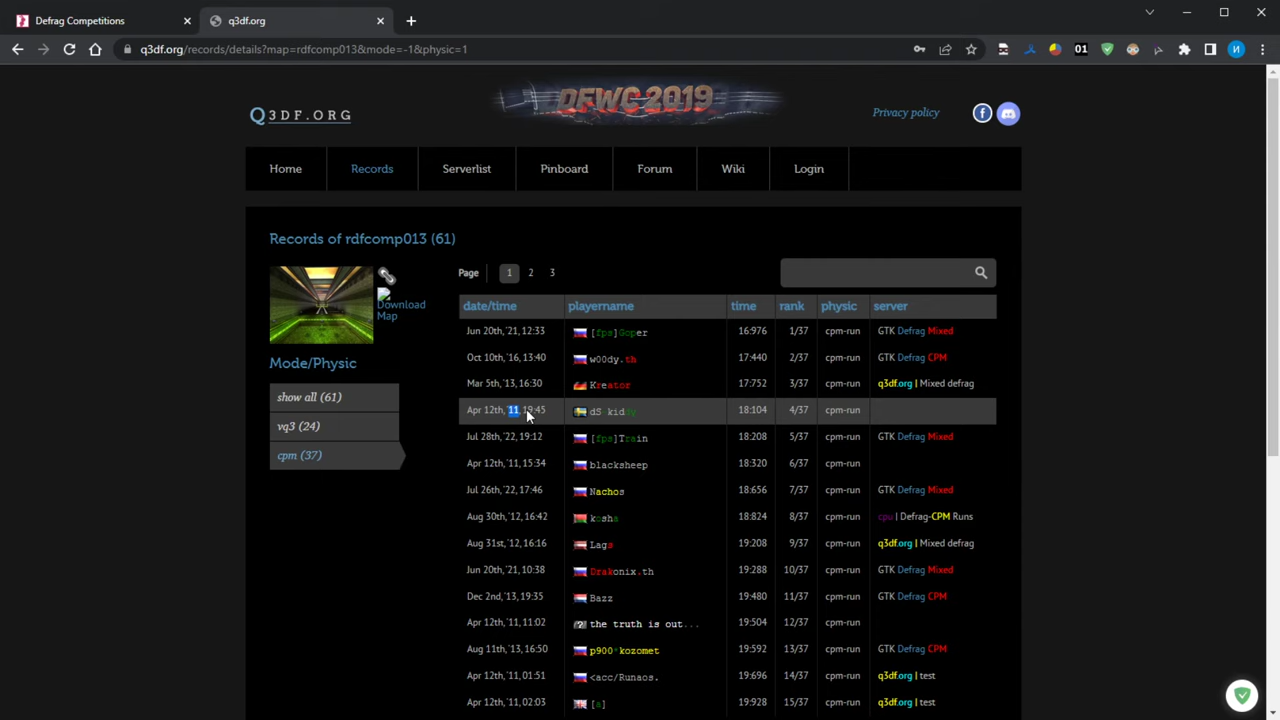 Defrag Competitions
q3df.org
q3df.org/records/details?map=rdfcomp013&mode=-1&physic=1
01
И
DFWC 2019
Q3DF.ORG
Privacy policy
Home
Records
Serverlist
Pinboard
Forum
Wiki
Login
Records of rdfcomp013 (61)
Download Map
Mode/Physic
show all (61)
vq3 (24)
cpm (37)
Page 1 2 3
date/time playername time rank physic server
Jun 20th,'21, 12:33 [fps]Goper 16:976 1/37 cpm-run GTK Defrag Mixed
Oct 10th,'16, 13:40 w00dy.th 17:440 2/37 cpm-run GTK Defrag CPM
Mar 5th,'13, 16:30 Kreator 17:752 3/37 cpm-run q3df.org | Mixed defrag
Apr 12th,'11, 19:45 dS-kiddy 18:104 4/37 cpm-run
Jul 28th,'22, 19:12 [fps]Train 18:208 5/37 cpm-run GTK Defrag Mixed
Apr 12th,'11, 15:34 blacksheep 18:320 6/37 cpm-run
Jul 26th,'22, 17:46 Nachos 18:656 7/37 cpm-run GTK Defrag Mixed
Aug 30th,'12, 16:42 kosha 18:824 8/37 cpm-run cpu | Defrag-CPM Runs
Aug 31st,'12, 16:16 Lags 19:208 9/37 cpm-run q3df.org | Mixed defrag
Jun 20th,'21, 10:38 Drakonix.th 19:288 10/37 cpm-run GTK Defrag Mixed
Dec 2nd,'13, 19:35 Bazz 19:480 11/37 cpm-run GTK Defrag CPM
Apr 12th,'11, 11:02 the truth is out... 19:504 12/37 cpm-run
Aug 11th,'13, 16:50 p900*kozomet 19:592 13/37 cpm-run GTK Defrag CPM
Apr 12th,'11, 01:51 <acc/Runaos. 19:696 14/37 cpm-run q3df.org | test
Apr 12th,'11, 02:03 [a] 19:928 15/37 cpm-run q3df.org | test